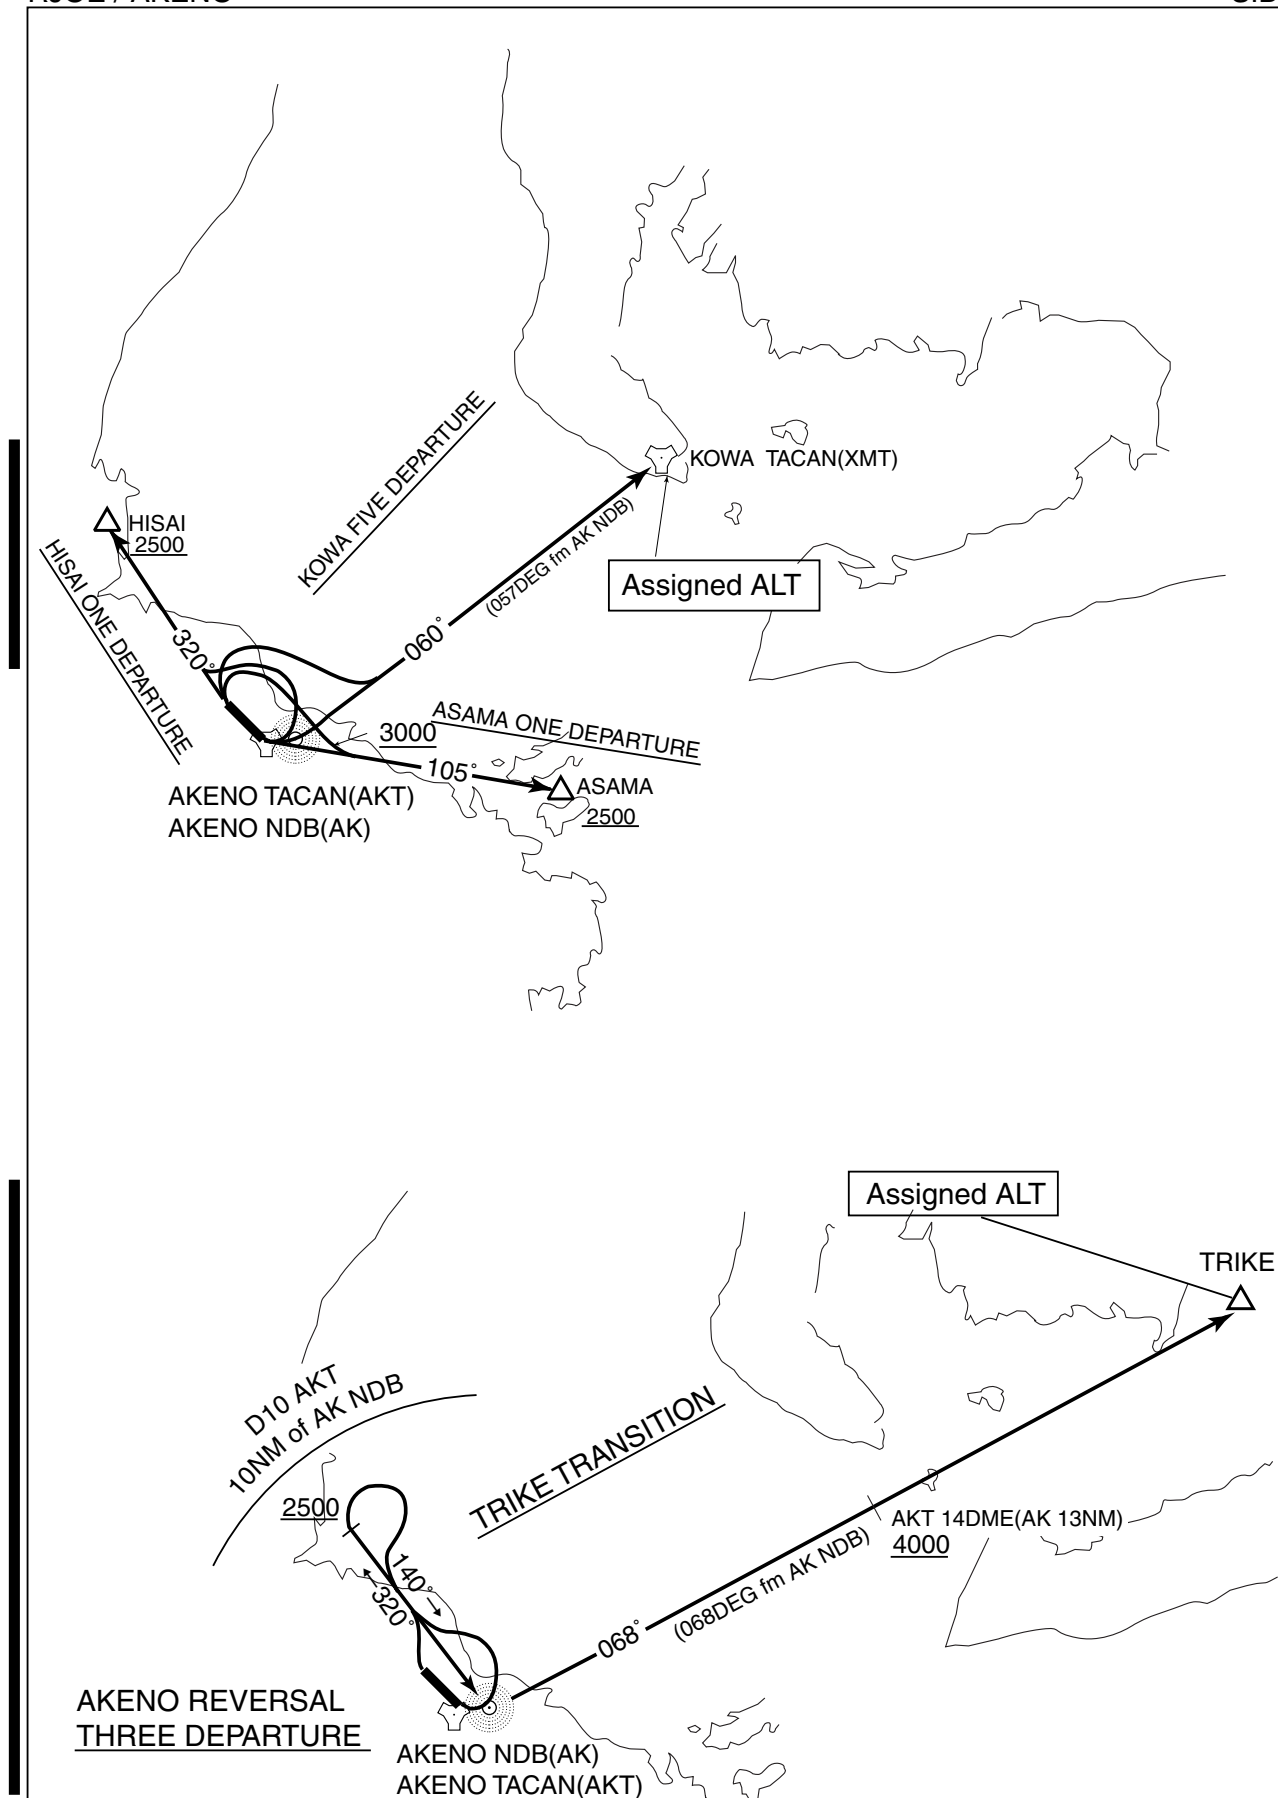 KOWA FIVE DEPARTURE
KOWA TACAN(XMT)
HISAI
2500
HISAI ONE DEPARTURE
(057DEG fm AK NDB)
Assigned ALT
320°
060°
3000
ASAMA ONE DEPARTURE
105°
ASAMA
2500
AKENO TACAN(AKT)
AKENO NDB(AK)
Assigned ALT
TRIKE
D10 AKT
10NM of AK NDB
TRIKE TRANSITION
2500
AKT 14DME(AK 13NM)
4000
140°
320°
068°
(068DEG fm AK NDB)
AKENO REVERSAL
THREE DEPARTURE
AKENO NDB(AK)
AKENO TACAN(AKT)